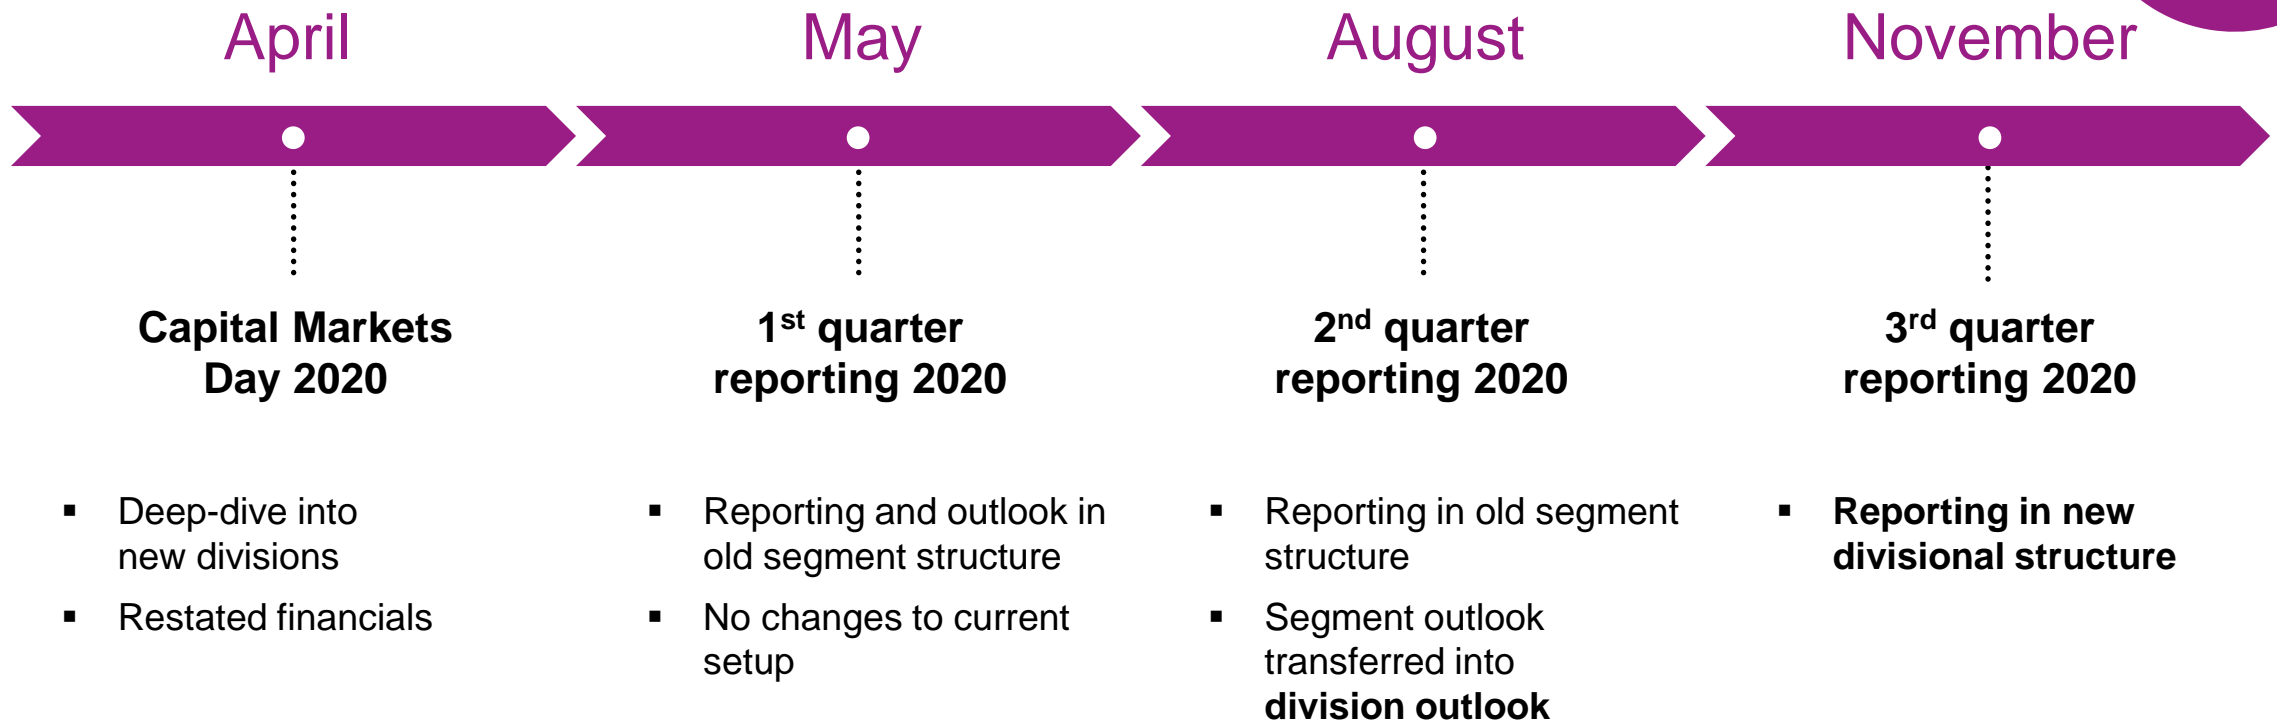 April
May
August
November
Capital Markets
Day 2020
1st quarter
reporting 2020
2nd quarter
reporting 2020
3rd quarter
reporting 2020
▪ Deep-dive into
new divisions
▪ Restated financials
▪ Reporting and outlook in
old segment structure
▪ No changes to current
setup
▪ Reporting in old segment
structure
▪ Segment outlook
transferred into
division outlook
▪ Reporting in new
divisional structure